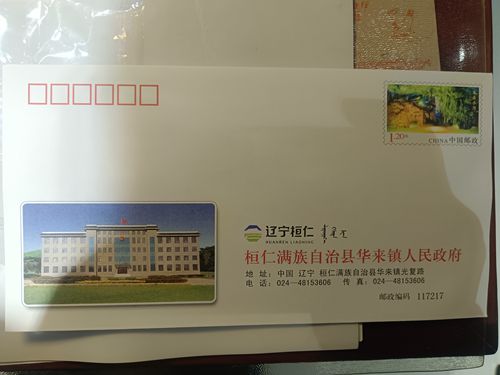 1.20元
CHINA 中国邮政
辽宁桓仁
HUANREN LIAONING
桓仁满族自治县华来镇人民政府
地 址：中国 辽宁 桓仁满族自治县华来镇光复路
电 话：024—48153606 传 真：024—48153606
邮政编码 117217